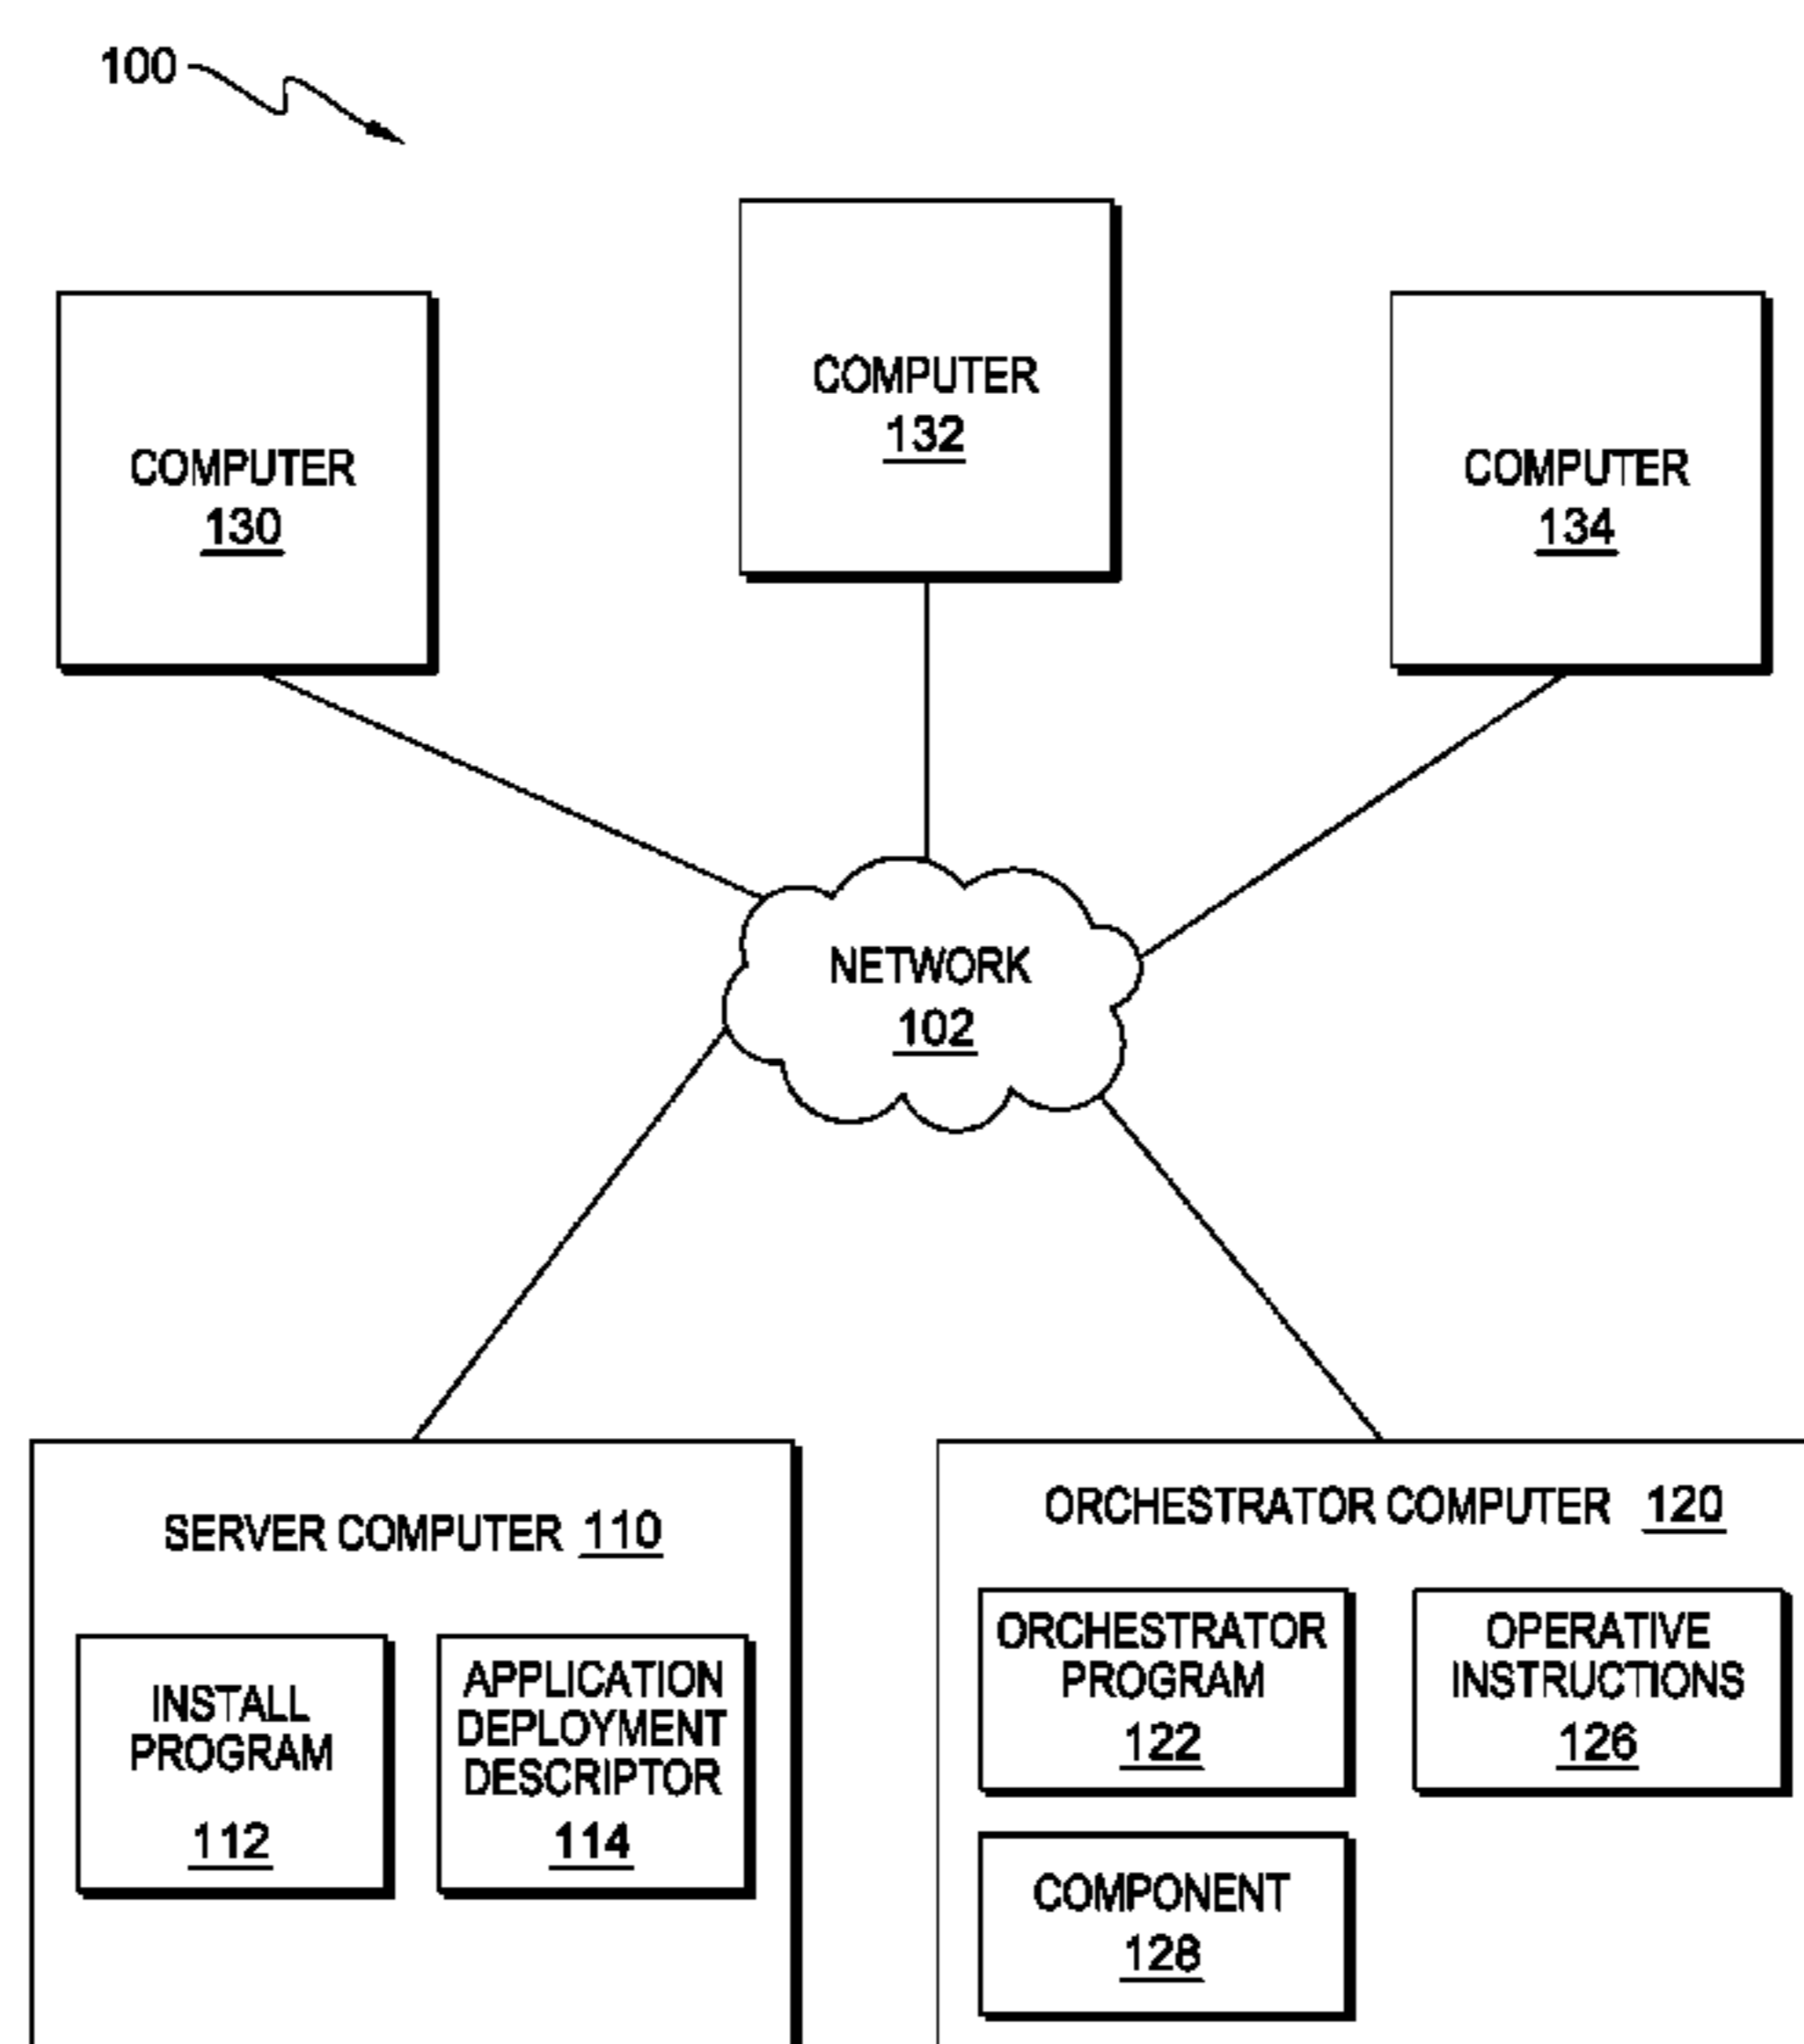 100
COMPUTER
132
COMPUTER
130
COMPUTER
134
NETWORK
102
SERVER COMPUTER 110
INSTALL
PROGRAM
112
APPLICATION
DEPLOYMENT
DESCRIPTOR
114
ORCHESTRATOR COMPUTER 120
ORCHESTRATOR
PROGRAM
122
OPERATIVE
INSTRUCTIONS
126
COMPONENT
128